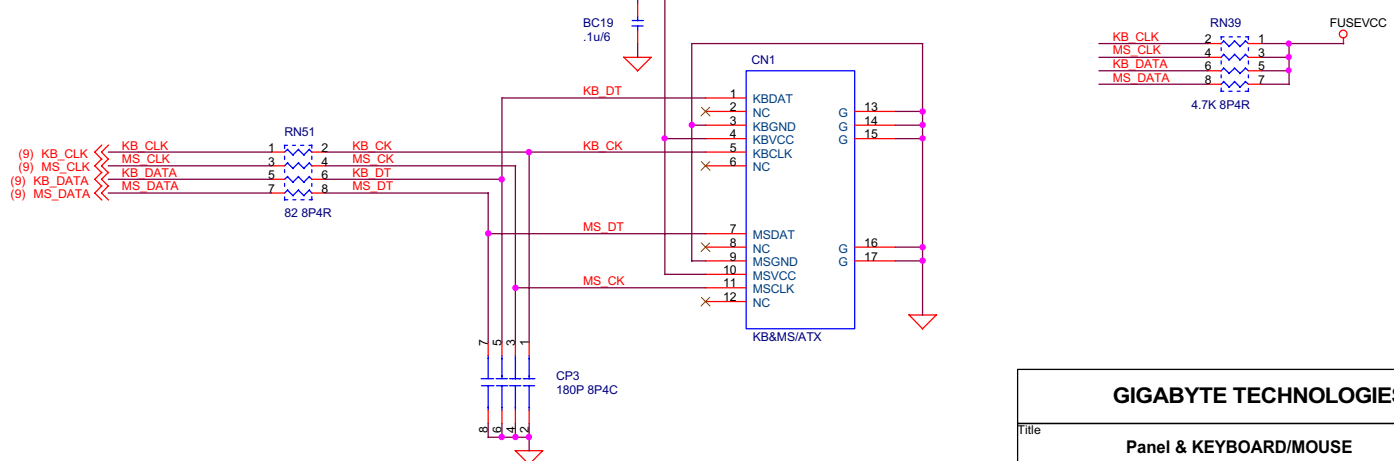 BC19
.1u/6
RN39
FUSEVCC
KB_CLK 2 1
MS_CLK 4 3
KB_DATA 6 5
MS_DATA 8 7
4.7K 8P4R
CN1
KB_DT 1 KBDAT
2 NC G 13
3 KBGND G 14
4 KBVCC G 15
KB_CK 5 KBCLK
6 NC
RN51
(9) KB_CLK KB_CLK 1 2 KB_CK
(9) MS_CLK MS_CLK 3 4 MS_CK
(9) KB_DATA KB_DATA 5 6 KB_DT
(9) MS_DATA MS_DATA 7 8 MS_DT
82 8P4R
MS_DT 7 MSDAT
8 NC G 16
9 MSGND G 17
10 MSVCC
MS_CK 11 MSCLK
12 NC
KB&MS/ATX
7 5 3 1
CP3
180P 8P4C
8 6 4 2
GIGABYTE TECHNOLOGIES
Title
Panel & KEYBOARD/MOUSE